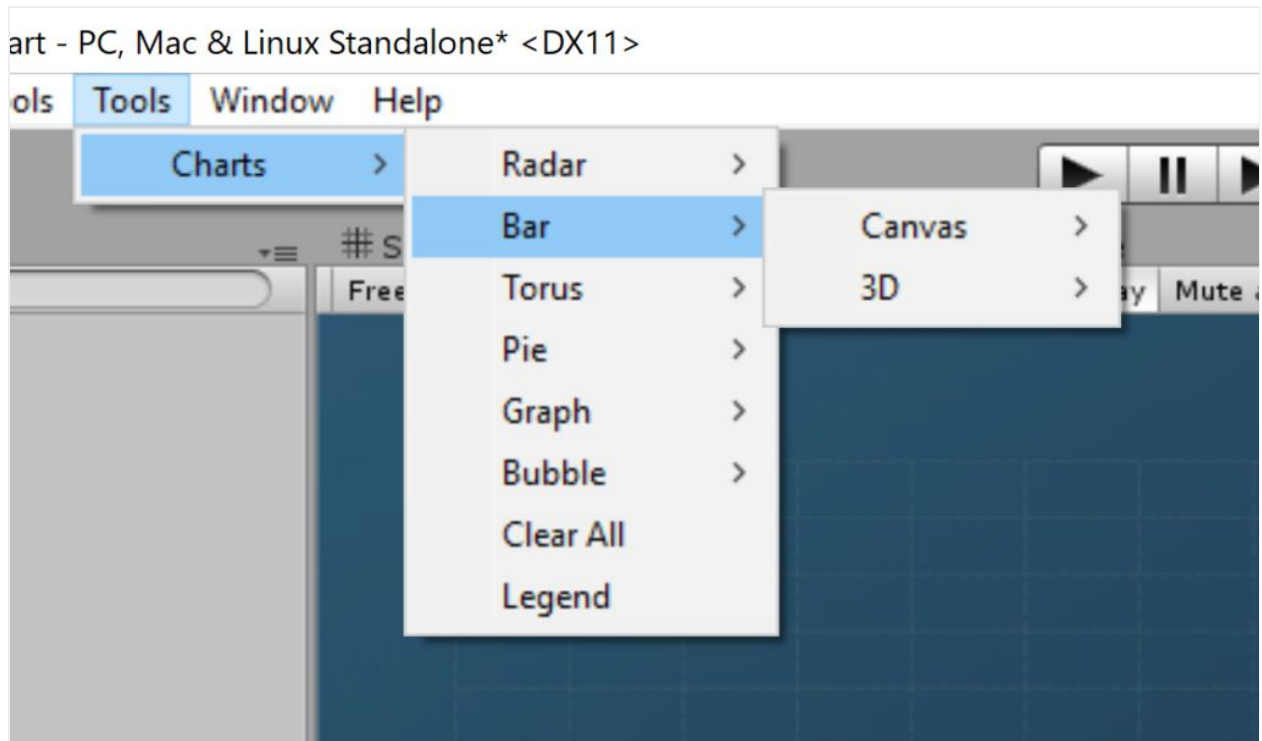 art - PC, Mac & Linux Standalone* <DX11>
ols Tools Window Help
Charts > Radar >
Bar > Canvas >
S
Free Torus > 3D > ay Mute
Pie >
Graph >
Bubble >
Clear All
Legend